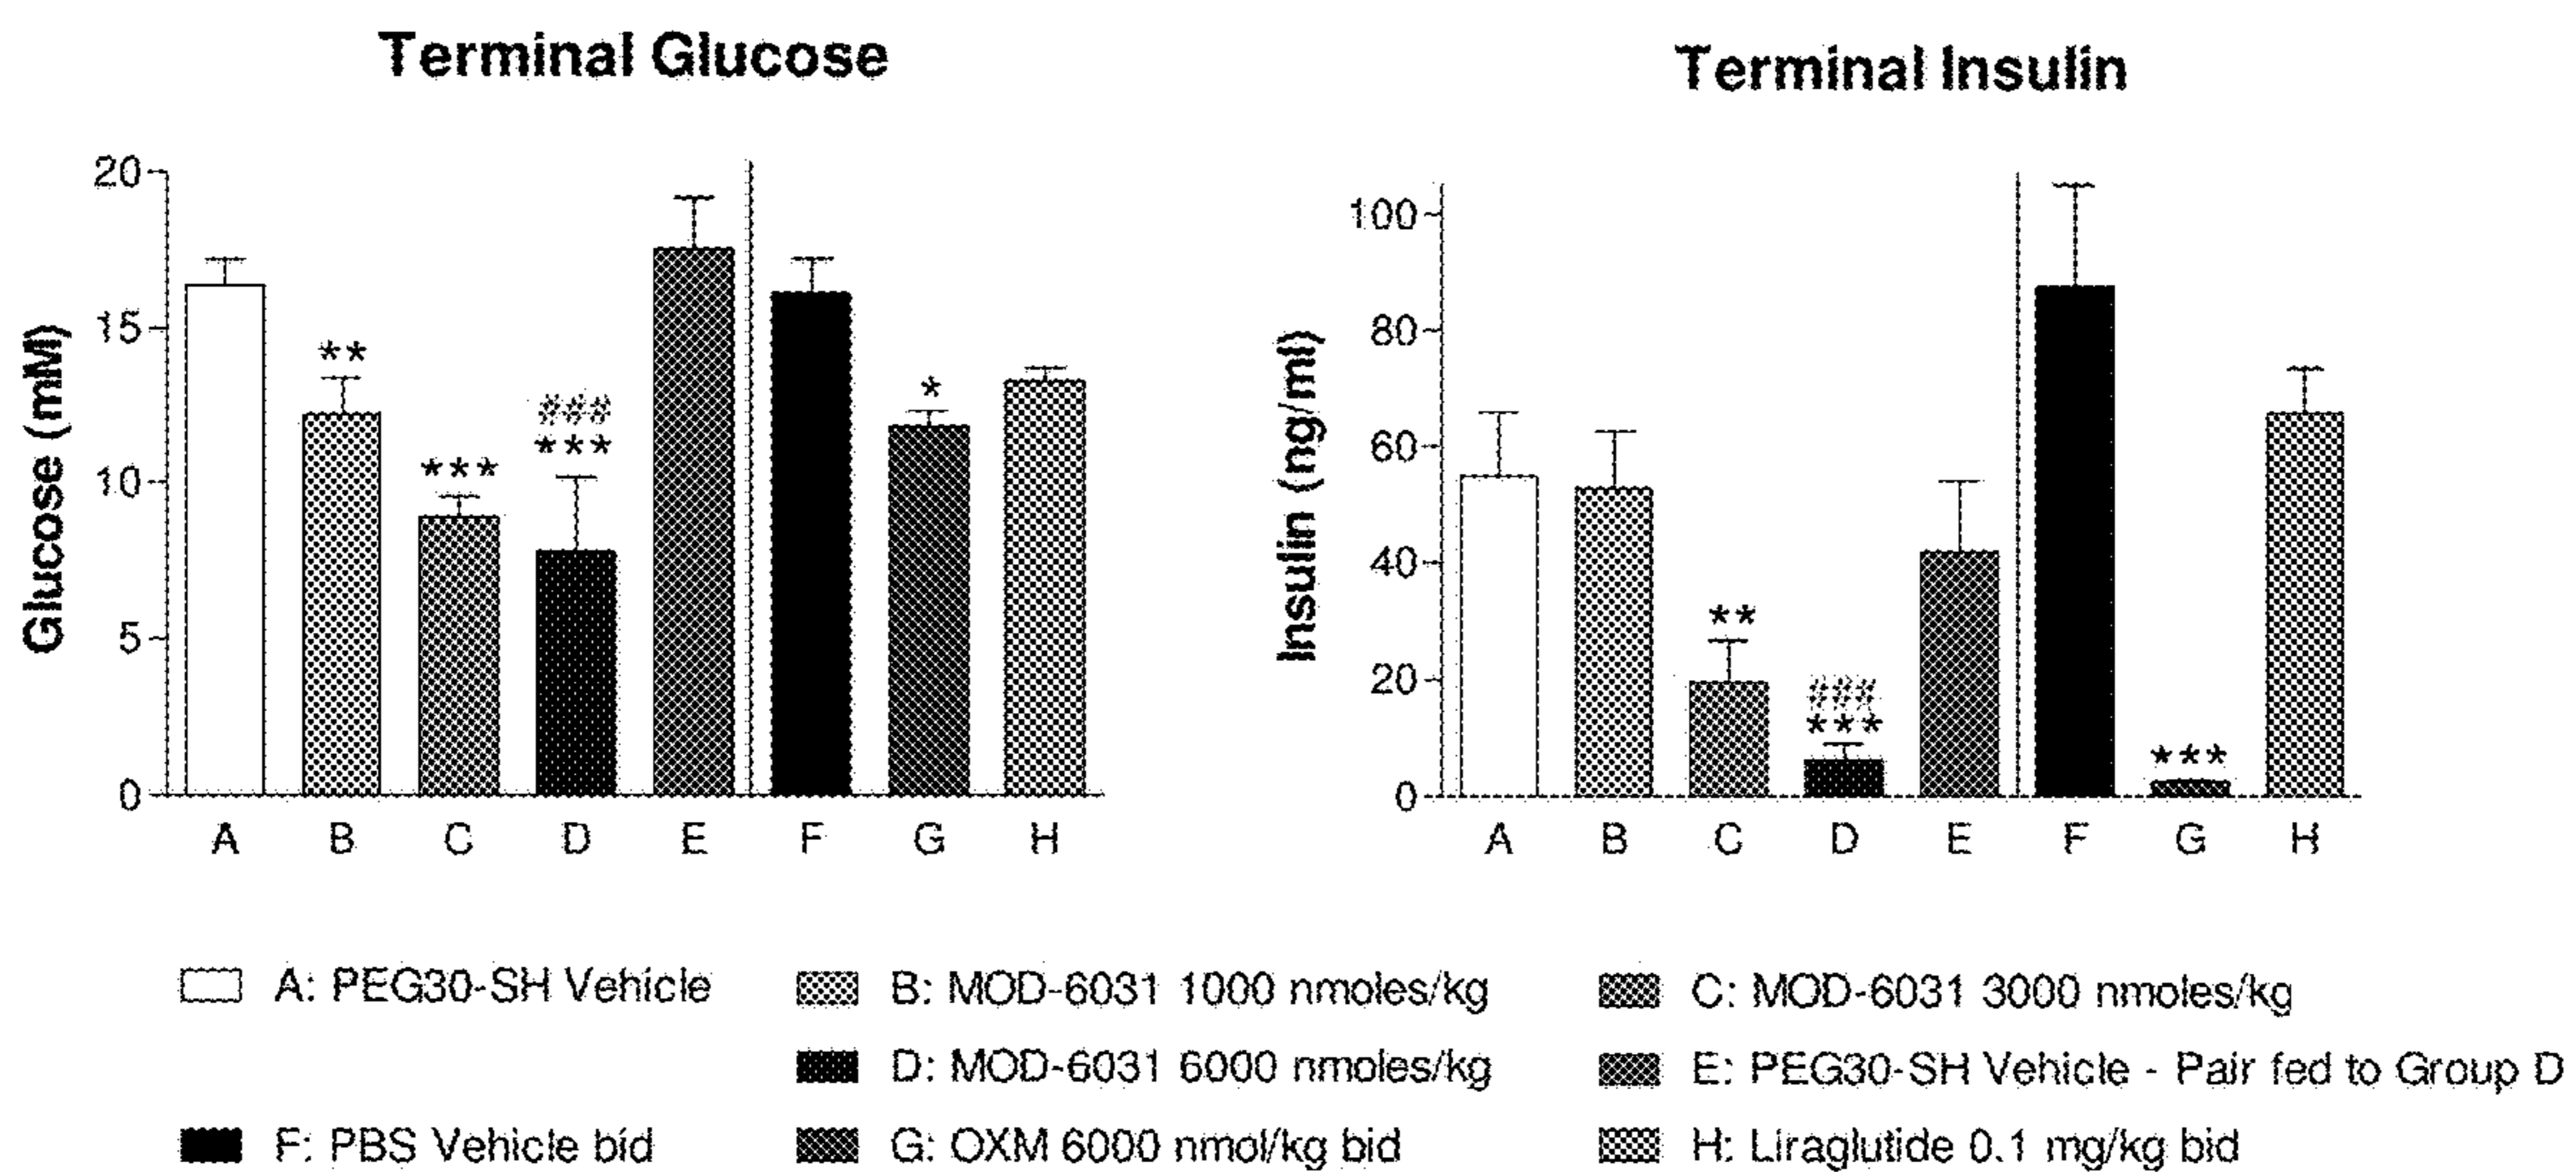 Terminal Glucose
Glucose (mM)
20
15
10
5
0
**
***
###
***
*
A B C D E F G H
Terminal Insulin
Insulin (ng/ml)
100
80
60
40
20
0
**
###
***
***
A B C D E F G H
A: PEG30-SH Vehicle
B: MOD-6031 1000 nmoles/kg
C: MOD-6031 3000 nmoles/kg
D: MOD-6031 6000 nmoles/kg
E: PEG30-SH Vehicle - Pair fed to Group D
F: PBS Vehicle bid
G: OXM 6000 nmol/kg bid
H: Liraglutide 0.1 mg/kg bid